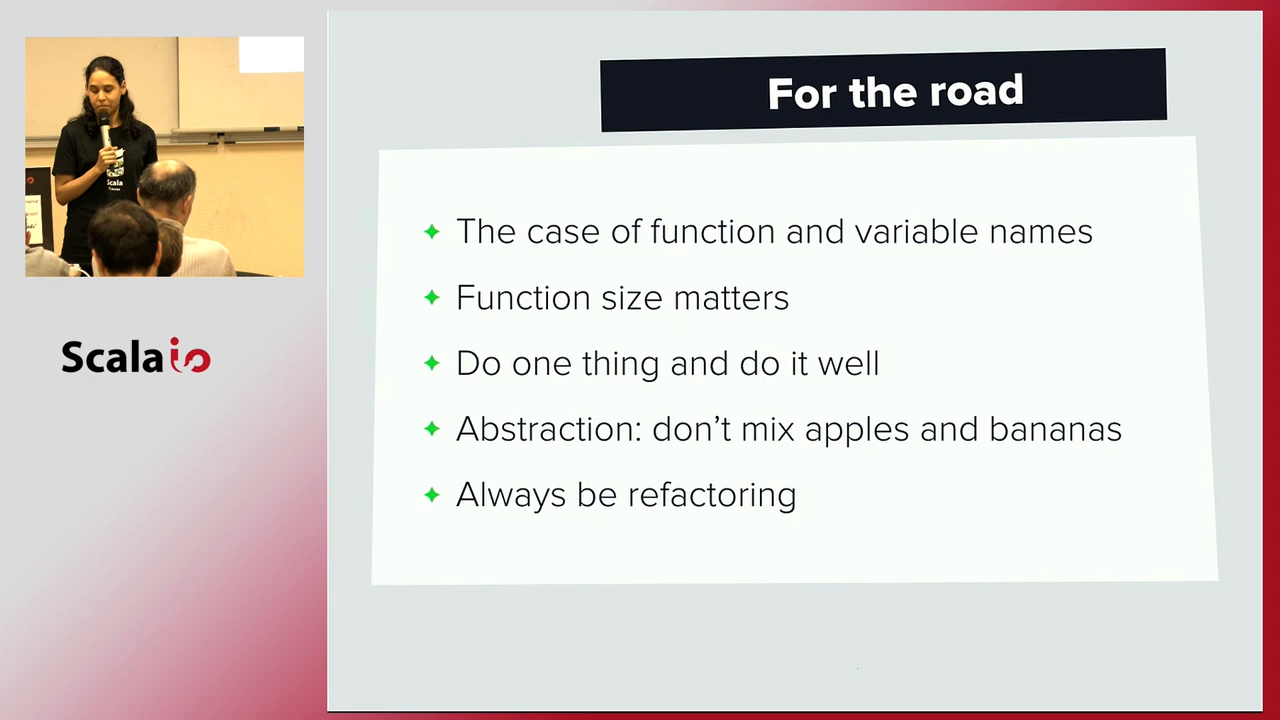 For the road
The case of function and variable names
Function size matters
Do one thing and do it well
Abstraction: don’t mix apples and bananas
Always be refactoring
Scala
Scalaio